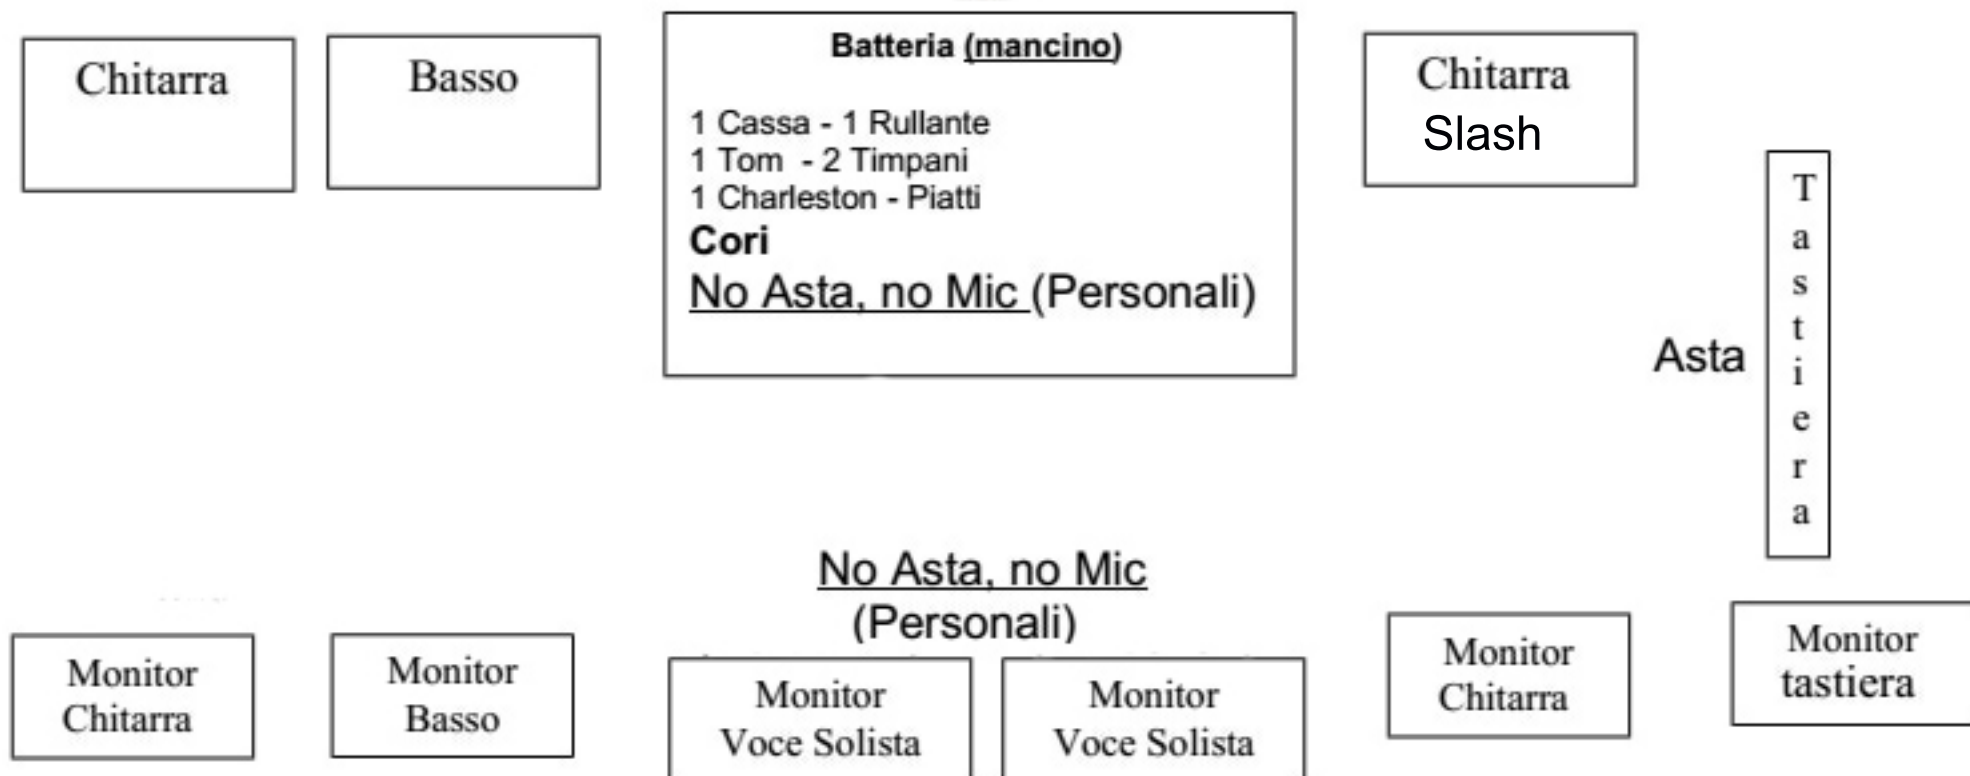 Chitarra
Basso
Batteria (mancino)
1 Cassa - 1 Rullante
1 Tom - 2 Timpani
1 Charleston - Piatti
Cori
No Asta, no Mic (Personali)
Chitarra
Slash
Asta
Tastiera
No Asta, no Mic
(Personali)
Monitor
Chitarra
Monitor
Basso
Monitor
Voce Solista
Monitor
Voce Solista
Monitor
Chitarra
Monitor
tastiera